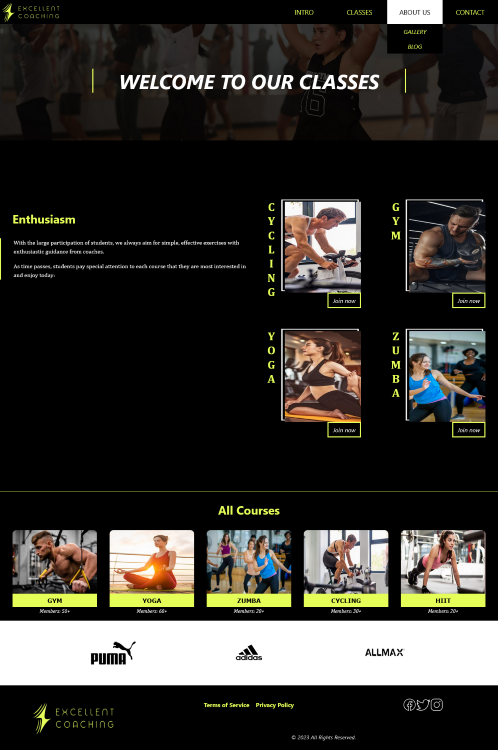 EXCELLENT
COACHING
INTRO CLASSES ABOUT US CONTACT
GALLERY
BLOG
WELCOME TO OUR CLASSES
Enthusiasm
With the large participation of students, we always aim for simple, effective exercises with
enthusiastic guidance from coaches.
As time passes, students pay special attention to each course that they are most interested in
and enjoy today:
CYCLING
Join now
GYM
Join now
YOGA
Join now
ZUMBA
Join now
All Courses
GYM
Members: 50+
YOGA
Members: 60+
ZUMBA
Members: 20+
CYCLING
Members: 30+
HIIT
Members: 20+
PUMA
adidas
ALLMAX
EXCELLENT
COACHING
Terms of Service Privacy Policy
© 2023 All Rights Reserved.